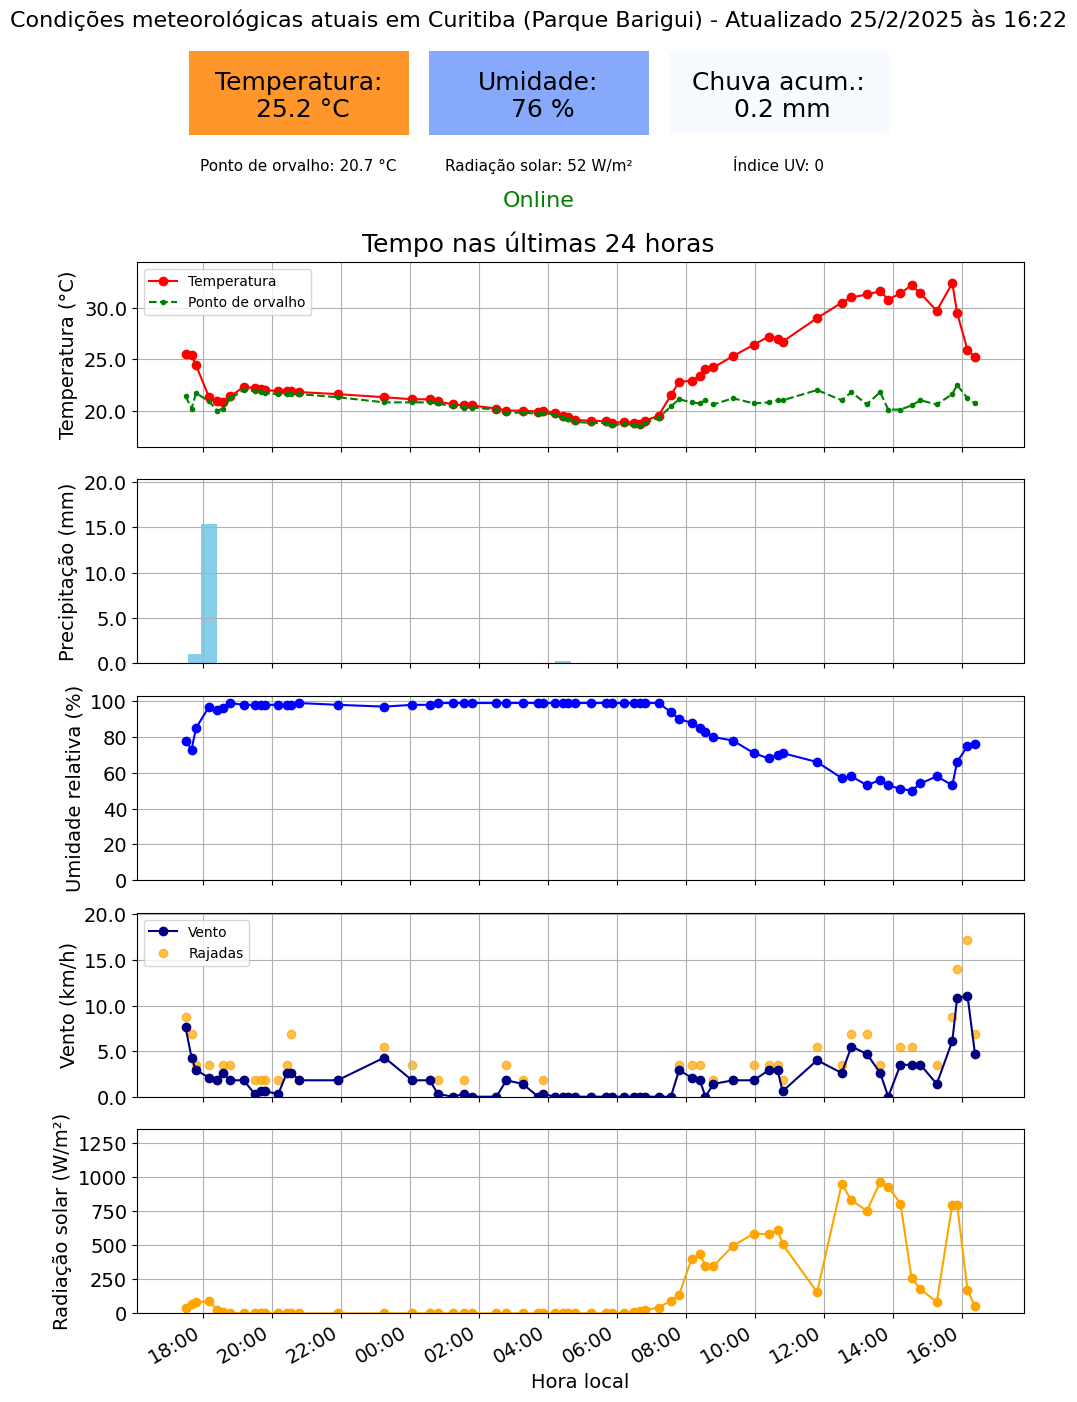 Condições meteorológicas atuais em Curitiba (Parque Barigui) - Atualizado 25/2/2025 às 16:22
Temperatura:
25.2 °C
Umidade:
76 %
Chuva acum.:
0.2 mm
Ponto de orvalho: 20.7 °C
Radiação solar: 52 W/m²
Índice UV: 0
Online
Tempo nas últimas 24 horas
Temperatura (°C)
30.0
25.0
20.0
Temperatura
Ponto de orvalho
Precipitação (mm)
20.0
15.0
10.0
5.0
0.0
Umidade relativa (%)
100
80
60
40
20
0
Vento (km/h)
20.0
15.0
10.0
5.0
0.0
Vento
Rajadas
Radiação solar (W/m²)
1250
1000
750
500
250
0
18:00 20:00 22:00 00:00 02:00 04:00 06:00 08:00 10:00 12:00 14:00 16:00
Hora local